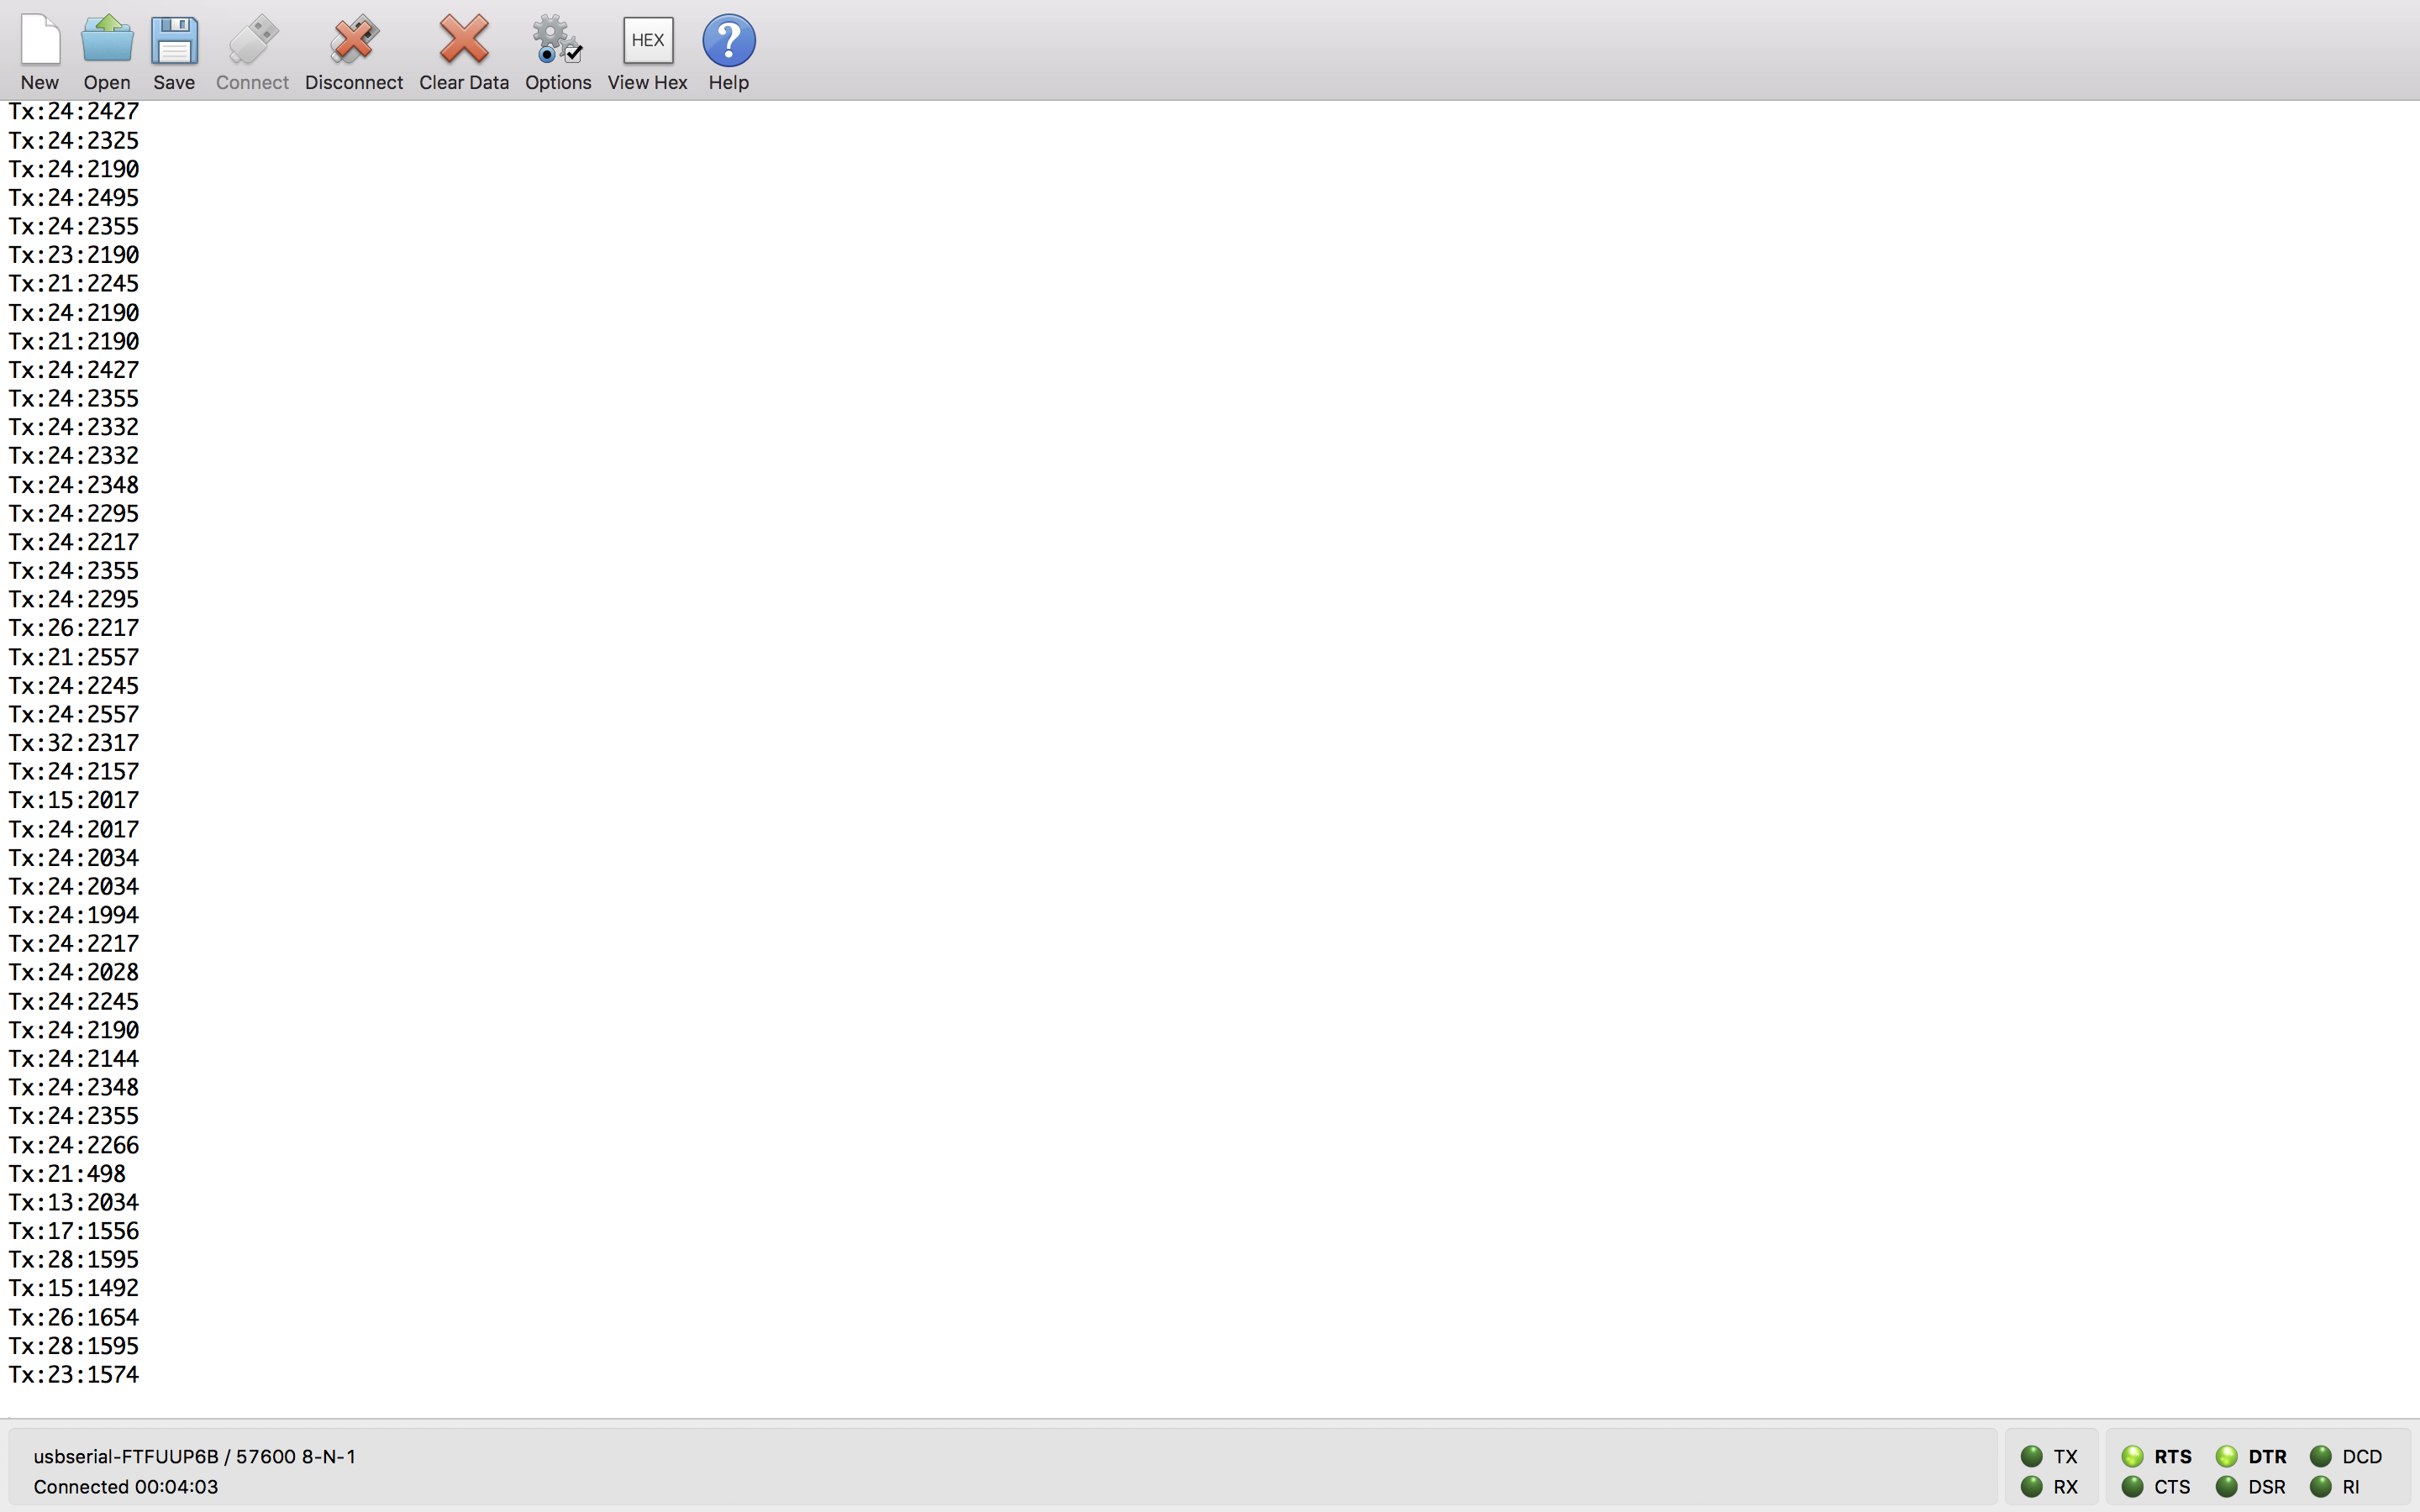 New Open Save Connect Disconnect Clear Data Options HEX View Hex Help
Tx:24:2427
Tx:24:2325
Tx:24:2190
Tx:24:2495
Tx:24:2355
Tx:23:2190
Tx:21:2245
Tx:24:2190
Tx:21:2190
Tx:24:2427
Tx:24:2355
Tx:24:2332
Tx:24:2332
Tx:24:2348
Tx:24:2295
Tx:24:2217
Tx:24:2355
Tx:24:2295
Tx:26:2217
Tx:21:2557
Tx:24:2245
Tx:24:2557
Tx:32:2317
Tx:24:2157
Tx:15:2017
Tx:24:2017
Tx:24:2034
Tx:24:2034
Tx:24:1994
Tx:24:2217
Tx:24:2028
Tx:24:2245
Tx:24:2190
Tx:24:2144
Tx:24:2348
Tx:24:2355
Tx:24:2266
Tx:21:498
Tx:13:2034
Tx:17:1556
Tx:28:1595
Tx:15:1492
Tx:26:1654
Tx:28:1595
Tx:23:1574
usbserial-FTFUUP6B / 57600 8-N-1
Connected 00:04:03
TX RTS DTR DCD
RX CTS DSR RI